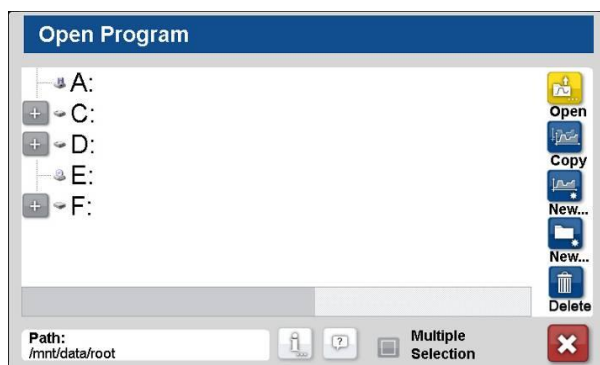 Open Program
A:
C:
D:
E:
F:
Open
Copy
New...
New...
Delete
Path:
/mnt/data/root
Multiple
Selection